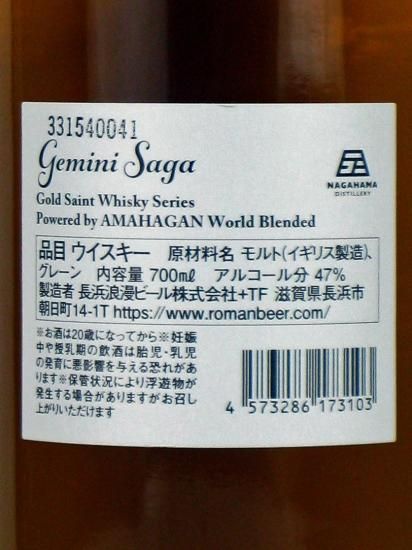 331540041
Gemini Saga
NAGAHAMA
DISTILLERY
Gold Saint Whisky Series
Powered by AMAHAGAN World Blended
品目 ウイスキー 原材料名 モルト(イギリス製造)、
グレーン 内容量 700mℓ アルコール分 47%
製造者 長浜浪漫ビール株式会社+TF 滋賀県長浜市
朝日町14-1T https://www.romanbeer.com/
※お酒は20歳になってから※妊娠
中や授乳期の飲酒は胎児・乳児
の発育に悪影響を与える恐れがあ
ります※保管状況により浮遊物が
発生する場合がありますがお召し
上がりいただけます
4 573286 173103